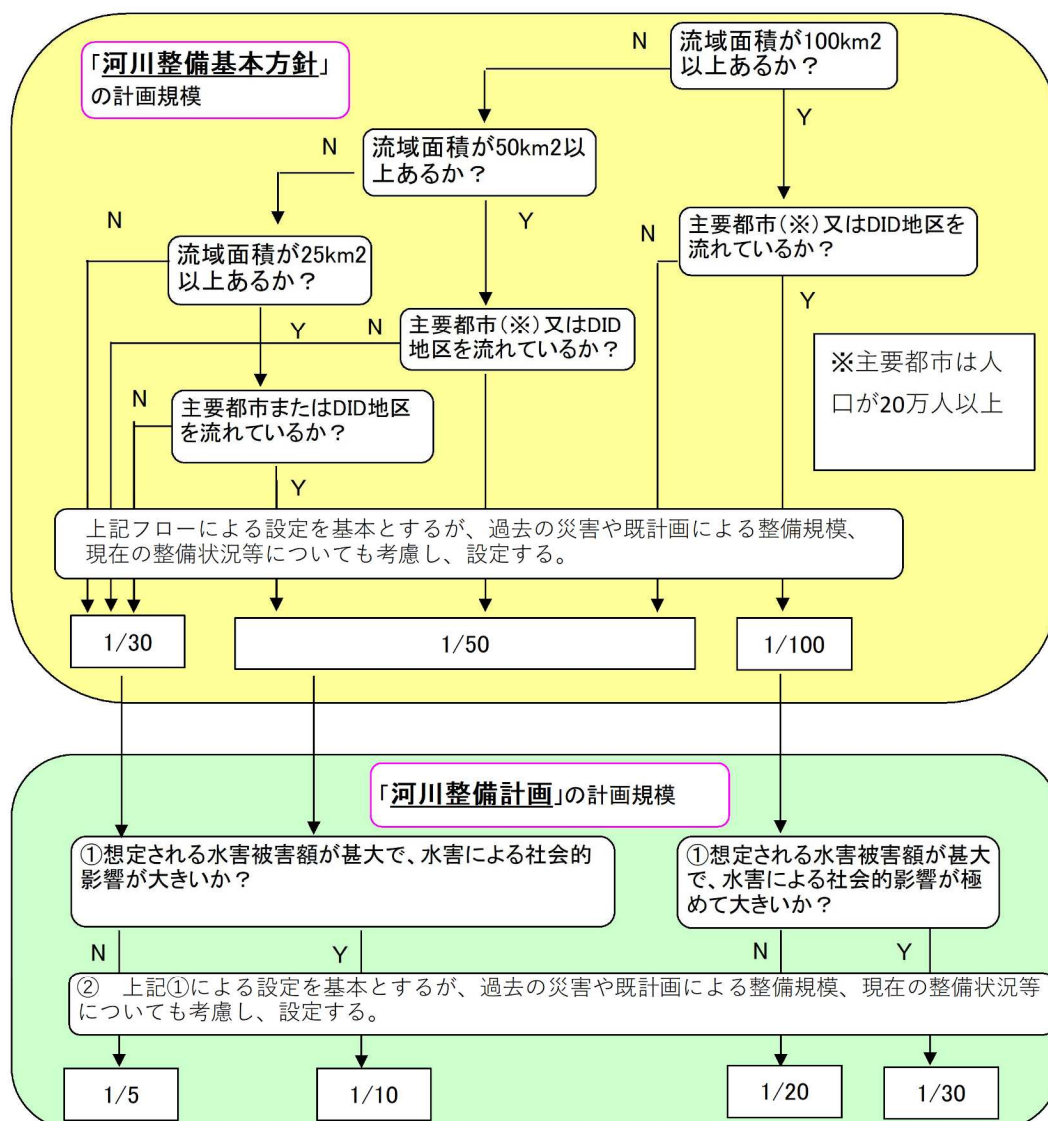 「河川整備基本方針」
の計画規模
流域面積が100km2
以上あるか？
N
Y
流域面積が50km2以
上あるか？
N
Y
主要都市(※)又はDID地区を
流れているか？
N
Y
流域面積が25km2
以上あるか？
N
Y
主要都市(※)又はDID
地区を流れているか？
N
主要都市またはDID地区
を流れているか？
N
Y
※主要都市は人
口が20万人以上
上記フローによる設定を基本とするが、過去の災害や既計画による整備規模、
現在の整備状況等についても考慮し、設定する。
1/30
1/50
1/100
「河川整備計画」の計画規模
①想定される水害被害額が甚大で、水害による社会的
影響が大きいか？
①想定される水害被害額が甚大
で、水害による社会的影響が極
めて大きいか？
N
Y
N
Y
②　上記①による設定を基本とするが、過去の災害や既計画による整備規模、現在の整備状況等
についても考慮し、設定する。
1/5
1/10
1/20
1/30